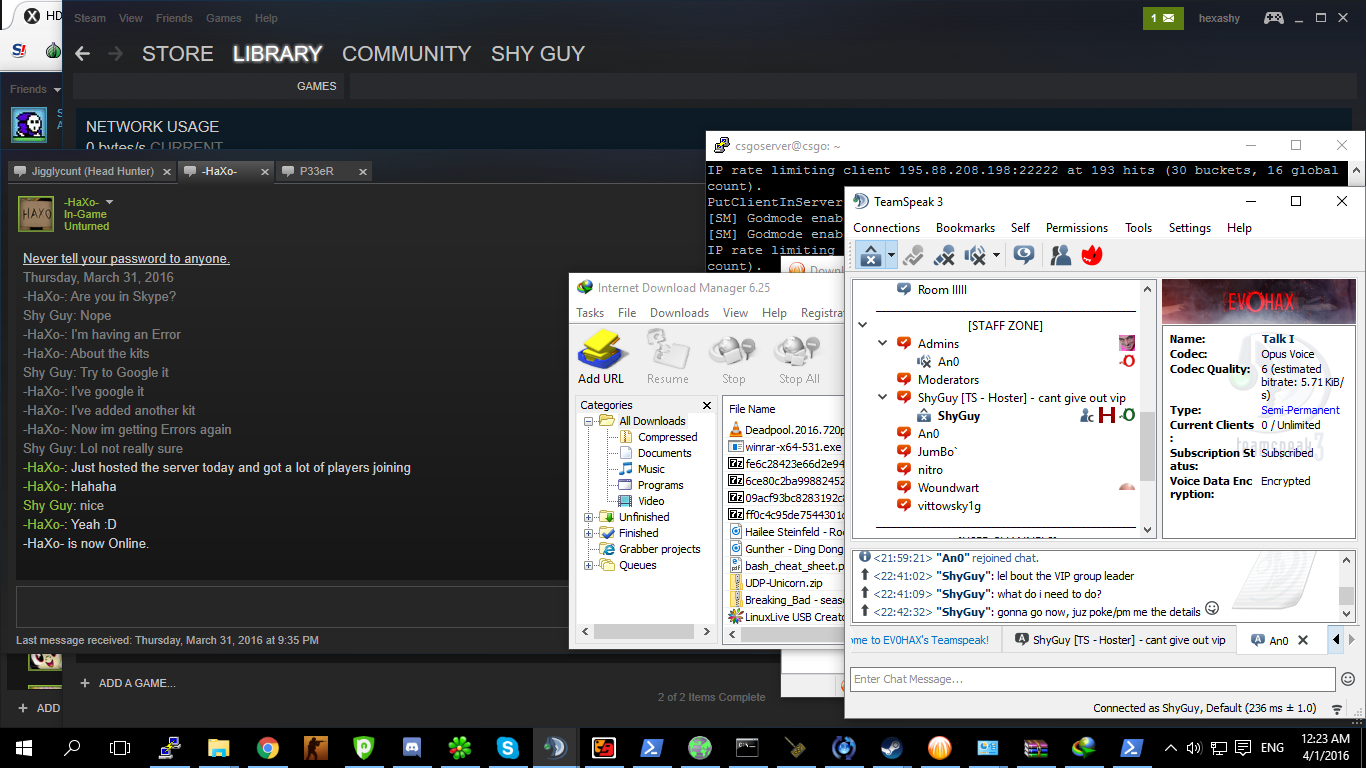 HD
Steam View Friends Games Help
1
hexashy
STORE LIBRARY COMMUNITY SHY GUY
GAMES
Friends
NETWORK USAGE
0 bytes/s CURRENT
Jigglycunt (Head Hunter)
-HaXo-
P33eR
HAXO
-HaXo-
In-Game
Unturned
Never tell your password to anyone.
Thursday, March 31, 2016
-HaXo-: Are you in Skype?
Shy Guy: Nope
-HaXo-: I'm having an Error
-HaXo-: About the kits
Shy Guy: Try to Google it
-HaXo-: I've google it
-HaXo-: I've added another kit
-HaXo-: Now im getting Errors again
Shy Guy: Lol not really sure
-HaXo-: Just hosted the server today and got a lot of players joining
-HaXo-: Hahaha
Shy Guy: nice
-HaXo-: Yeah :D
-HaXo- is now Online.
Last message received: Thursday, March 31, 2016 at 9:35 PM
+ ADD A GAME...
2 of 2 Items Complete
+ ADD
csgoserver@csgo: ~
IP rate limiting client 195.88.208.198:22222 at 193 hits (30 buckets, 16 global
count).
PutClientInServer
[SM] Godmode enab
[SM] Godmode enab
IP rate limiting
count).
Downl
Internet Download Manager 6.25
Tasks File Downloads View Help Registra
Add URL
Resume
Stop
Stop All
Categories
All Downloads
Compressed
Documents
Music
Programs
Video
Unfinished
Finished
Grabber projects
Queues
File Name
Deadpool.2016.720p
winrar-x64-531.exe
fe6c28423e66d2e94
6ce80c2ba99882452
09acf93bc8283192c8
ff0c4c95de7544301c
Hailee Steinfeld - Roc
Gunther - Ding Dong
bash_cheat_sheet.p
UDP-Unicorn.zip
Breaking_Bad - seaso
LinuxLive USB Creato
TeamSpeak 3
Connections Bookmarks Self Permissions Tools Settings Help
Room IIIII
[STAFF ZONE]
Admins
An0
Moderators
ShyGuy [TS - Hoster] - cant give out vip
ShyGuy
An0
JumBo`
nitro
Woundwart
vittowsky1g
EV0HAX
Name: Talk I
Codec: Opus Voice
Codec Quality: 6 (estimated
bitrate: 5.71 KiB/
s)
Type: Semi-Permanent
Current Clients 0 / Unlimited
:
Subscription St Subscribed
atus:
Voice Data Enc Encrypted
ryption:
teamspeak 3
<21:59:21> "An0" rejoined chat.
<22:41:02> "ShyGuy": lel bout the VIP group leader
<22:41:09> "ShyGuy": what do i need to do?
<22:42:32> "ShyGuy": gonna go now, juz poke/pm me the details
ome to EV0HAX's Teamspeak!
ShyGuy [TS - Hoster] - cant give out vip
An0
Enter Chat Message...
Connected as ShyGuy, Default (236 ms ± 1.0)
ENG
12:23 AM
4/1/2016